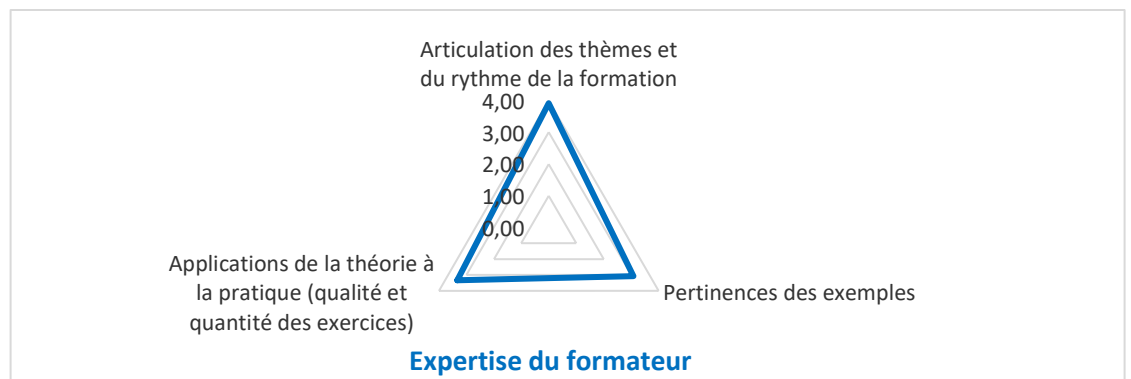 Articulation des thèmes et
du rythme de la formation
4,00
3,00
2,00
1,00
0,00
Applications de la théorie à
la pratique (qualité et
quantité des exercices)
Pertinences des exemples
Expertise du formateur